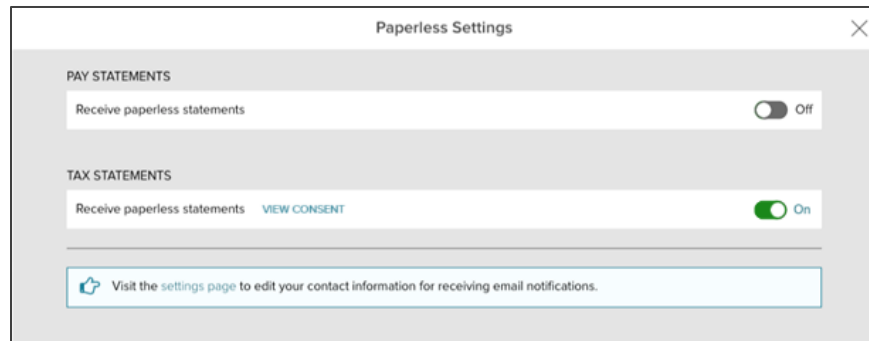 Paperless Settings
PAY STATEMENTS
Receive paperless statements Off
TAX STATEMENTS
Receive paperless statements VIEW CONSENT On
Visit the settings page to edit your contact information for receiving email notifications.